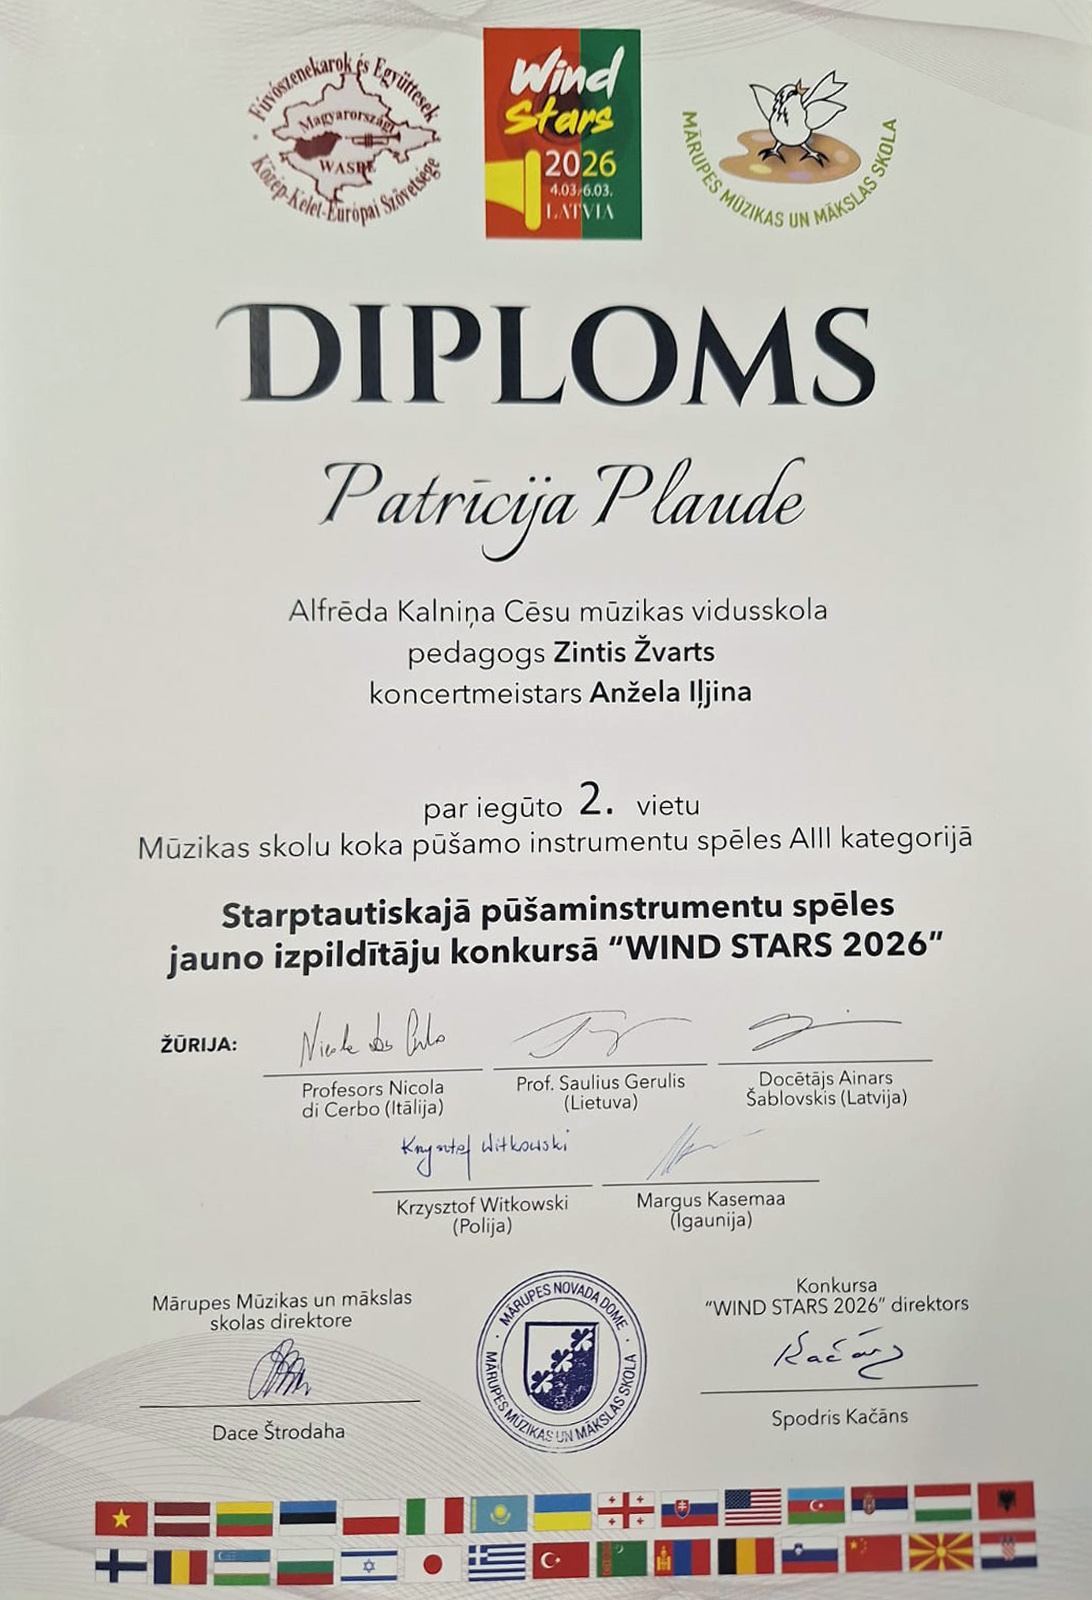 Fúvószenekarok és Együttesek
Magyarországi
WASBE
Közép-Kelet-Európai Szövetsége
Wind
Stars
2026
4.03.-6.03.
LATVIA
MĀRUPES MŪZIKAS UN MĀKSLAS SKOLA
DIPLOMS
Patrīcija Plaude
Alfrēda Kalniņa Cēsu mūzikas vidusskola
pedagogs Zintis Žvarts
koncertmeistars Anžela Iļjina
par iegūto 2. vietu
Mūzikas skolu koka pūšamo instrumentu spēles AIII kategorijā
Starptautiskajā pūšaminstrumentu spēles
jauno izpildītāju konkursā “WIND STARS 2026”
ŽŪRIJA:
Profesors Nicola
di Cerbo (Itālija)
Prof. Saulius Gerulis
(Lietuva)
Docētājs Ainars
Šablovskis (Latvija)
Krzysztof Witkowski
Krzysztof Witkowski
(Polija)
Margus Kasemaa
(Igaunija)
Mārupes Mūzikas un mākslas
skolas direktore
Dace Štrodaha
MĀRUPES NOVADA DOME
MĀRUPES MŪZIKAS UN MĀKSLAS SKOLA
Konkursa
“WIND STARS 2026” direktors
Kačāns
Spodris Kačāns